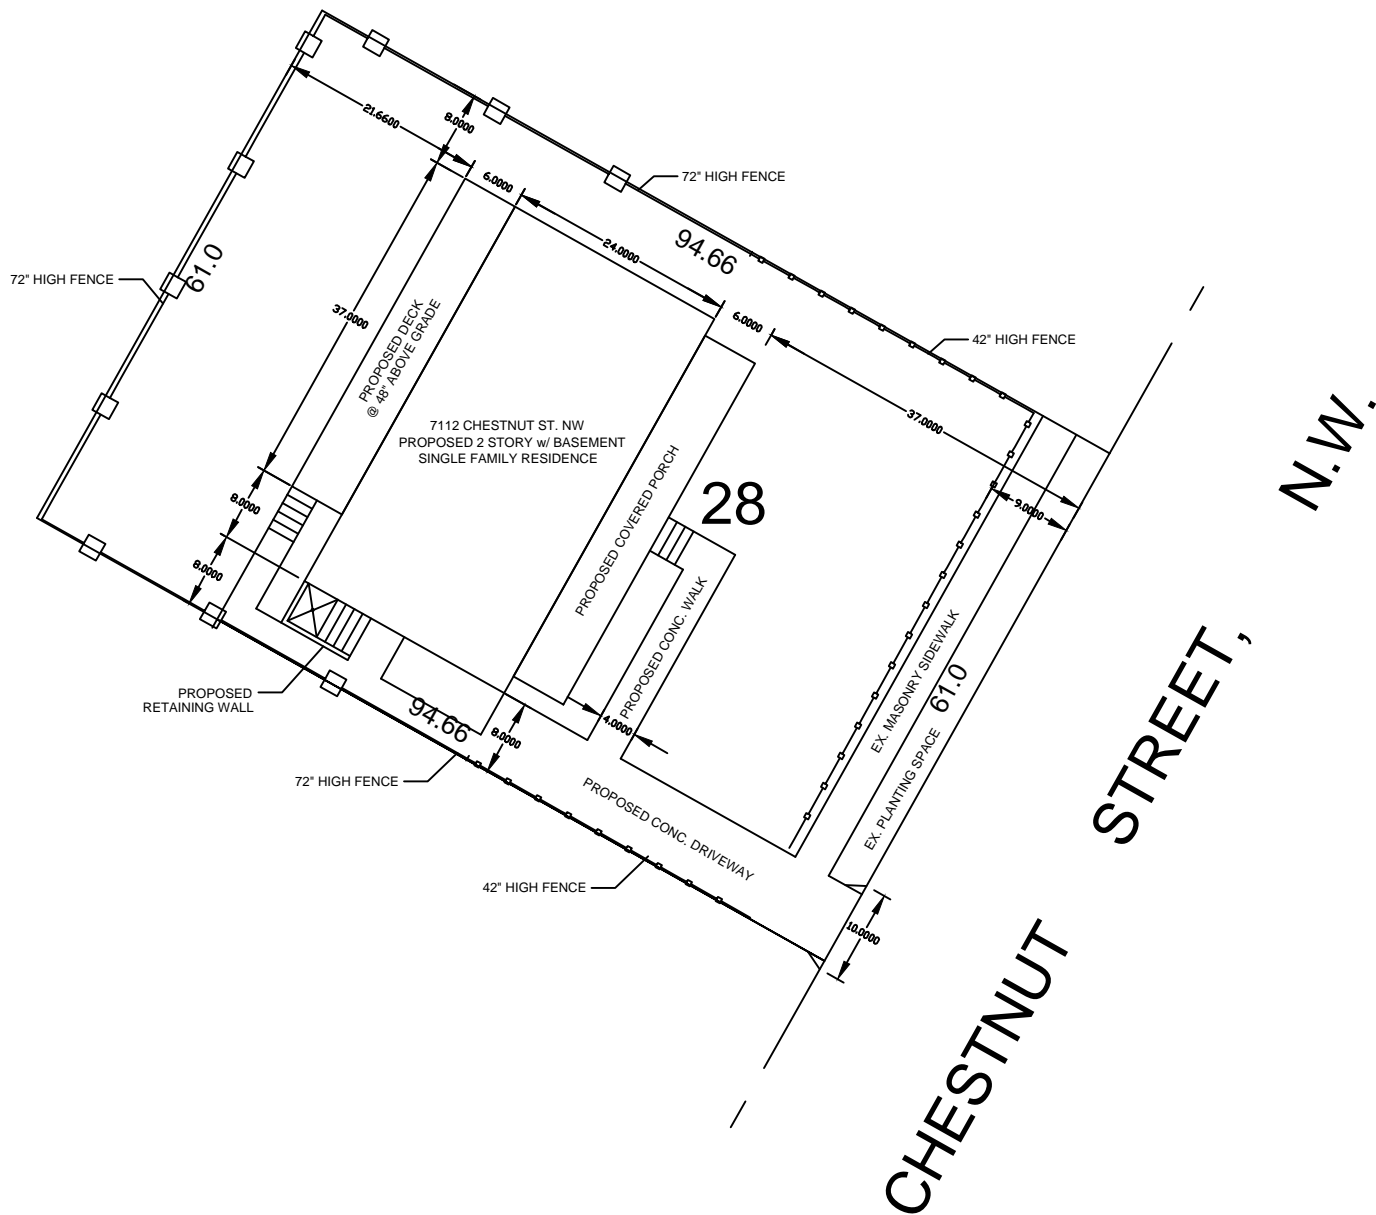 21.6600
8.0000
6.0000
72" HIGH FENCE
94.66
24.0000
61.0
72" HIGH FENCE
37.0000
PROPOSED DECK
@ 48" ABOVE GRADE
6.0000
42" HIGH FENCE
37.0000
7112 CHESTNUT ST. NW
PROPOSED 2 STORY w/ BASEMENT
SINGLE FAMILY RESIDENCE
28
N.W.
8.0000
9.0000
PROPOSED COVERED PORCH
8.0000
PROPOSED CONC. WALK
EX. MASONRY SIDEWALK
61.0
PROPOSED
RETAINING WALL
94.66
4.0000
8.0000
EX. PLANTING SPACE
STREET,
72" HIGH FENCE
PROPOSED CONC. DRIVEWAY
42" HIGH FENCE
10.0000
CHESTNUT